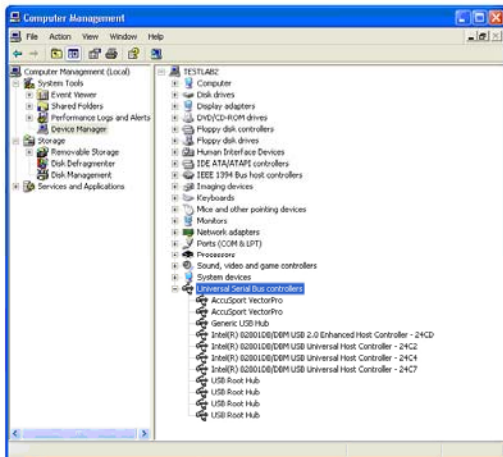 Computer Management
File Action View Window Help
Computer Management (Local)
System Tools
Event Viewer
Shared Folders
Performance Logs and Alerts
Device Manager
Storage
Removable Storage
Disk Defragmenter
Disk Management
Services and Applications
TESTLAB2
Computer
Disk drives
Display adapters
DVD/CD-ROM drives
Floppy disk controllers
Floppy disk drives
Human Interface Devices
IDE ATA/ATAPI controllers
IEEE 1394 Bus host controllers
Imaging devices
Keyboards
Mice and other pointing devices
Monitors
Network adapters
Ports (COM & LPT)
Processors
Sound, video and game controllers
System devices
Universal Serial Bus controllers
AccuSport VectorPro
AccuSport VectorPro
Generic USB Hub
Intel(R) 82801DB/DBM USB 2.0 Enhanced Host Controller - 24CD
Intel(R) 82801DB/DBM USB Universal Host Controller - 24C2
Intel(R) 82801DB/DBM USB Universal Host Controller - 24C4
Intel(R) 82801DB/DBM USB Universal Host Controller - 24C7
USB Root Hub
USB Root Hub
USB Root Hub
USB Root Hub